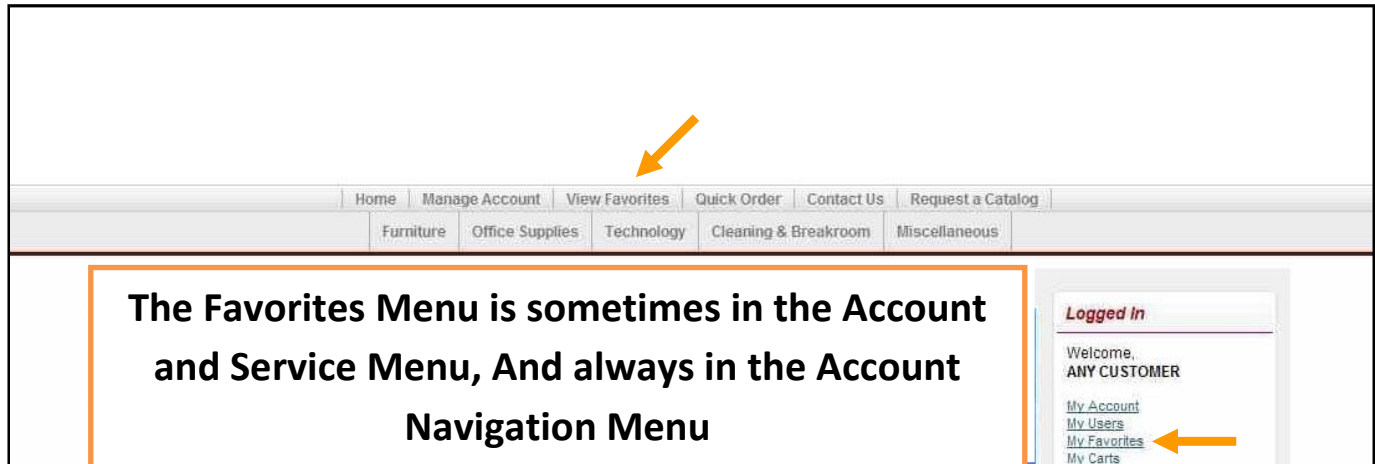 Home Manage Account View Favorites Quick Order Contact Us Request a Catalog
Furniture Office Supplies Technology Cleaning & Breakroom Miscellaneous
The Favorites Menu is sometimes in the Account
and Service Menu, And always in the Account
Navigation Menu
Logged In
Welcome,
ANY CUSTOMER
My Account
My Users
My Favorites
My Carts